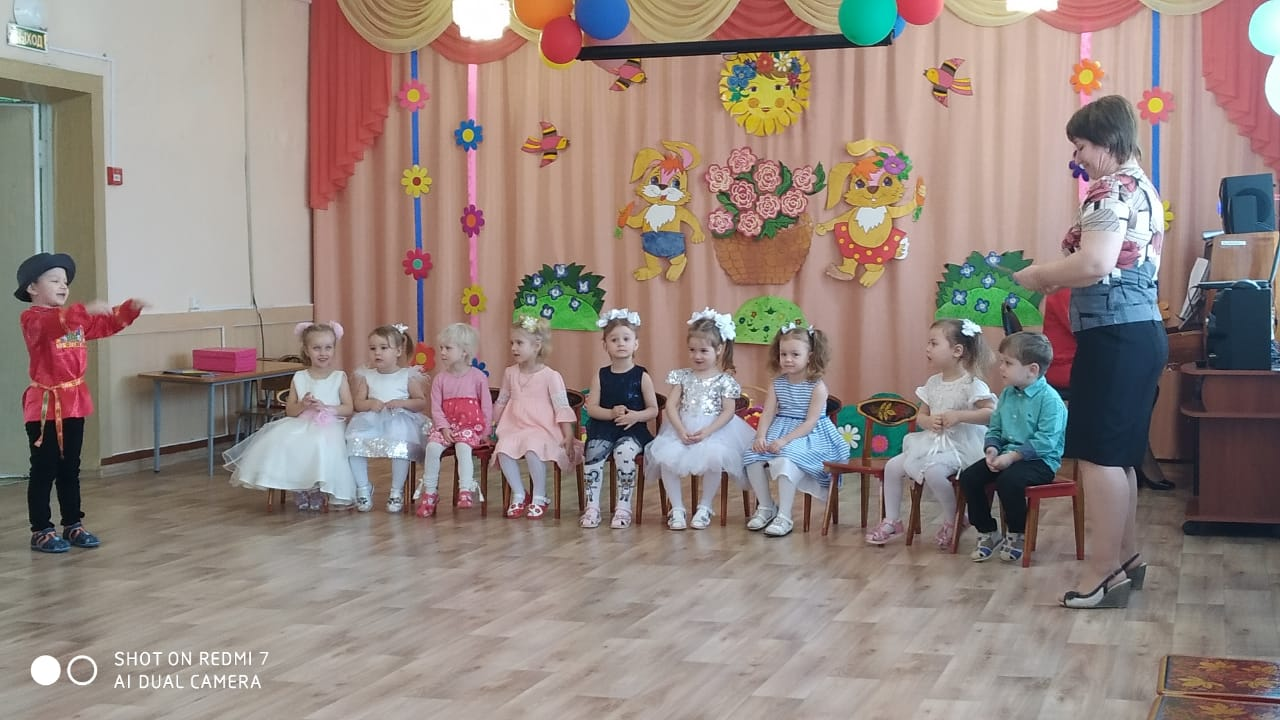 ВЫХОД
SHOT ON REDMI 7
AI DUAL CAMERA